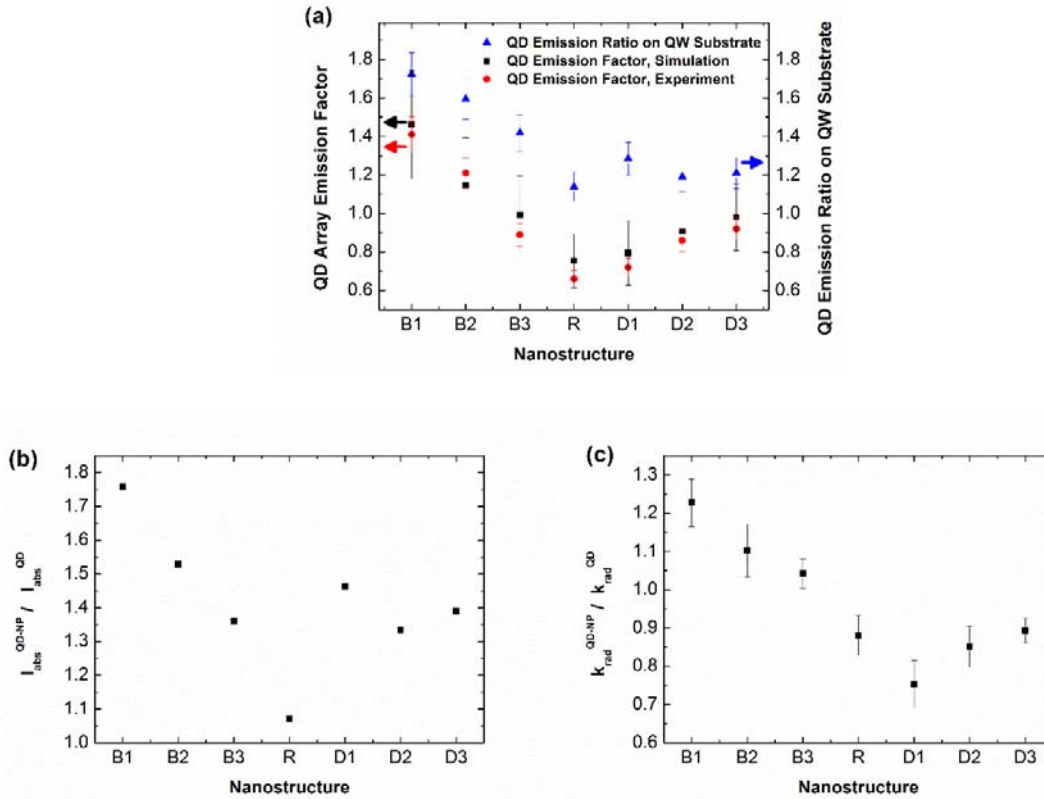 (a)
QD Emission Ratio on QW Substrate
QD Emission Factor, Simulation
QD Emission Factor, Experiment
QD Array Emission Factor
1.8
1.6
1.4
1.2
1.0
0.8
0.6
1.8
1.6
1.4
1.2
1.0
0.8
0.6
QD Emission Ratio on QW Substrate
B1 B2 B3 R D1 D2 D3
Nanostructure
(b)
I_abs^QD-NP / I_abs^QD
1.8
1.7
1.6
1.5
1.4
1.3
1.2
1.1
1.0
B1 B2 B3 R D1 D2 D3
Nanostructure
(c)
k_rad^QD-NP / k_rad^QD
1.3
1.2
1.1
1.0
0.9
0.8
0.7
0.6
B1 B2 B3 R D1 D2 D3
Nanostructure